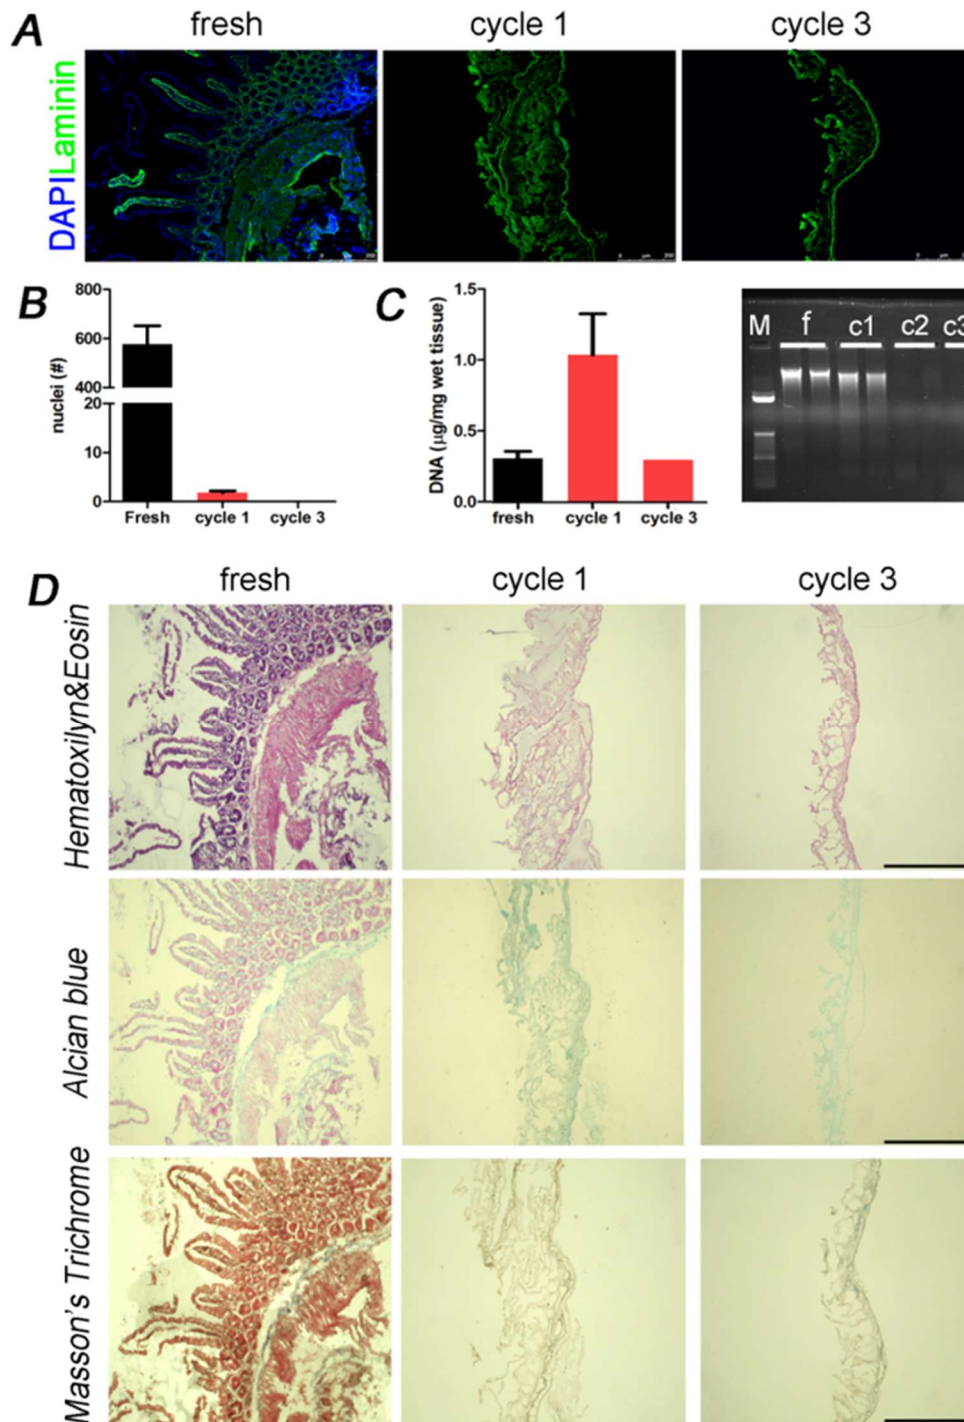 A
fresh
cycle 1
cycle 3
DAPILaminin
B
800
600
400
20
10
0
nuclei (#)
Fresh
cycle 1
cycle 3
C
1.5
1.0
0.5
0.0
DNA (µg/mg wet tissue)
fresh
cycle 1
cycle 3
M
f
c1
c2
c3
D
fresh
cycle 1
cycle 3
Hematoxilyn&Eosin
Alcian blue
Masson's Trichrome